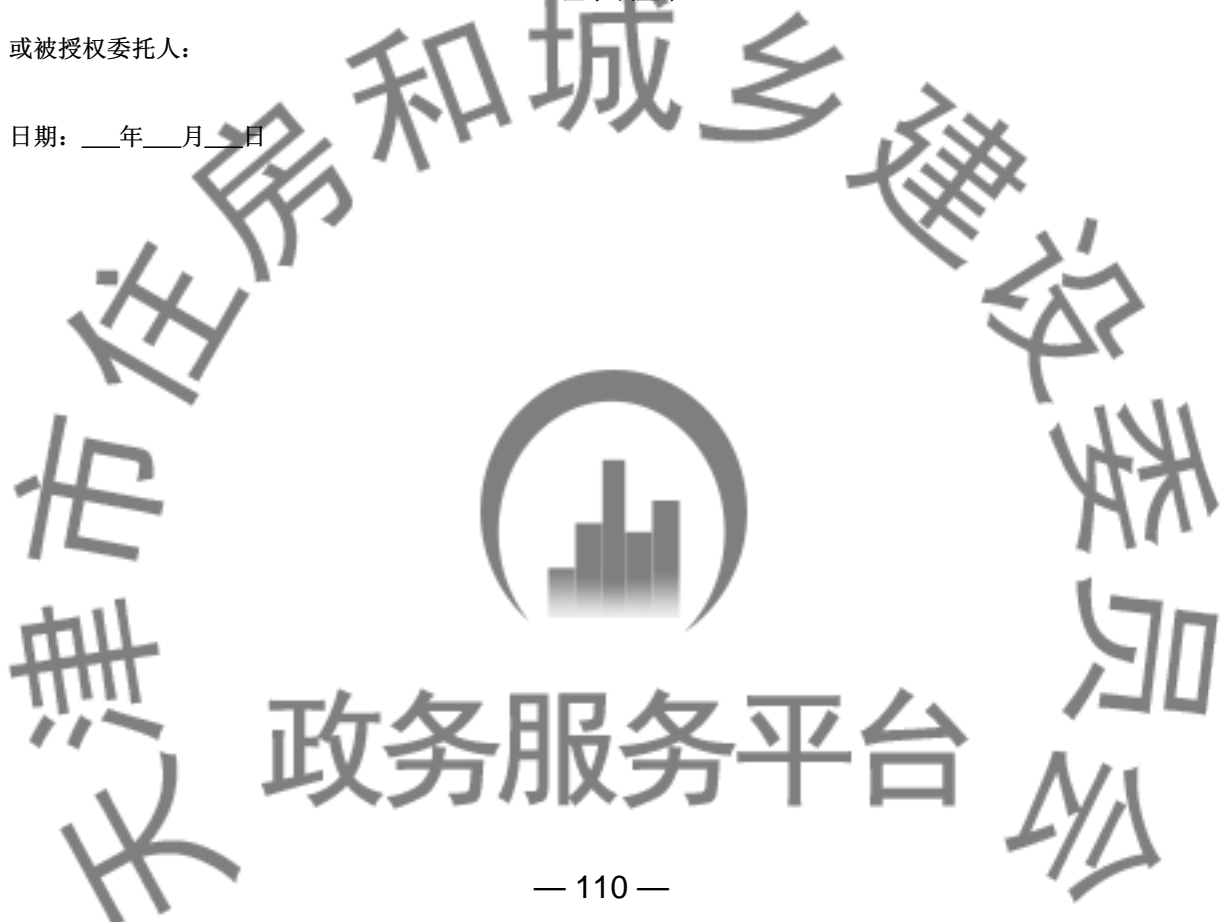 或被授权委托人：
日期：___年___月___日
天津市住房和城乡建设委员会
政务服务平台
— 110 —